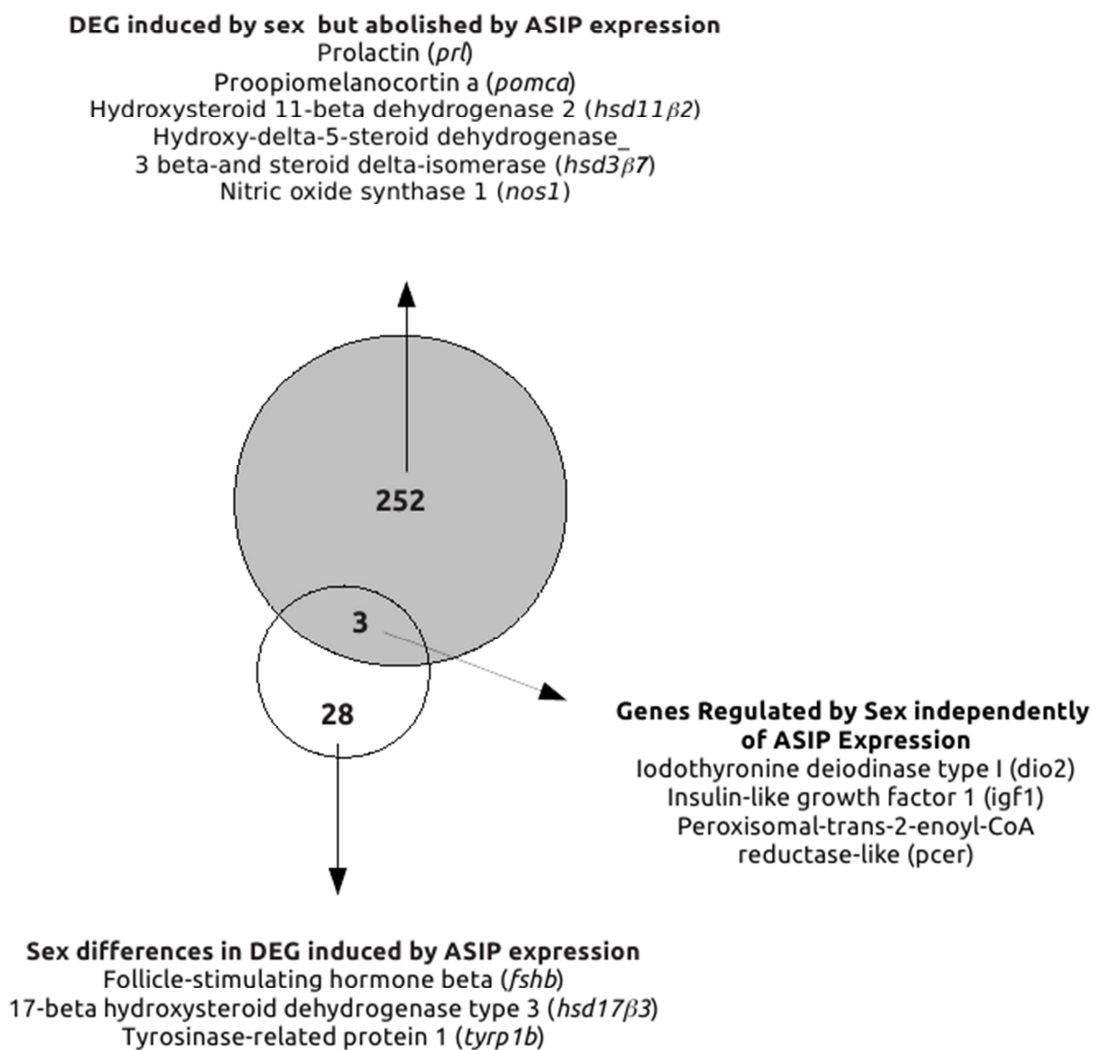 DEG induced by sex but abolished by ASIP expression
Prolactin (prl)
Proopiomelanocortin a (pomca)
Hydroxysteroid 11-beta dehydrogenase 2 (hsd11β2)
Hydroxy-delta-5-steroid dehydrogenase_
3 beta-and steroid delta-isomerase (hsd3β7)
Nitric oxide synthase 1 (nos1)
252
3
28
Genes Regulated by Sex independently
of ASIP Expression
Iodothyronine deiodinase type I (dio2)
Insulin-like growth factor 1 (igf1)
Peroxisomal-trans-2-enoyl-CoA
reductase-like (pcer)
Sex differences in DEG induced by ASIP expression
Follicle-stimulating hormone beta (fshb)
17-beta hydroxysteroid dehydrogenase type 3 (hsd17β3)
Tyrosinase-related protein 1 (tyrp1b)